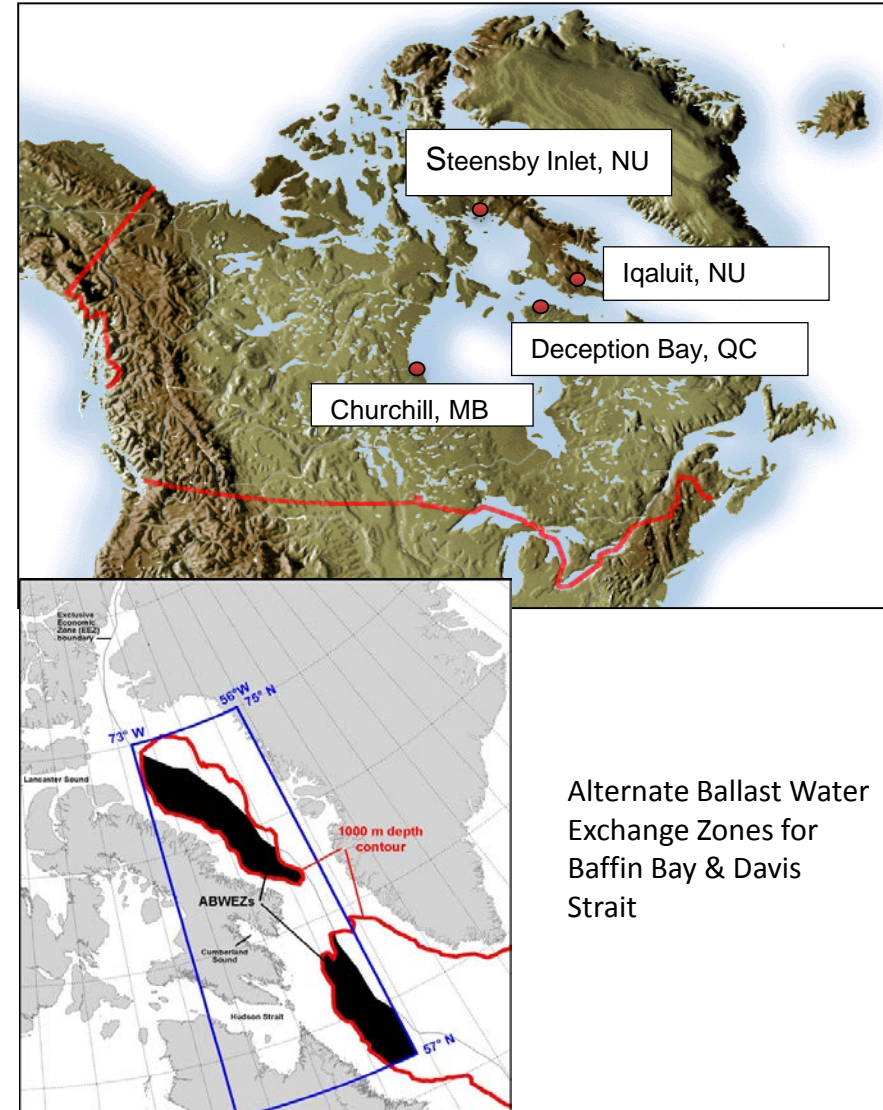 Steensby Inlet, NU
Iqaluit, NU
Deception Bay, QC
Churchill, MB
Exclusive
Economic
Zone (EEZ)
boundary
56°W
75° N
73° W
Lancaster Sound
1000 m depth
contour
ABWEZs
Cumberland
Sound
Hudson Strait
57° N
Alternate Ballast Water
Exchange Zones for
Baffin Bay & Davis
Strait